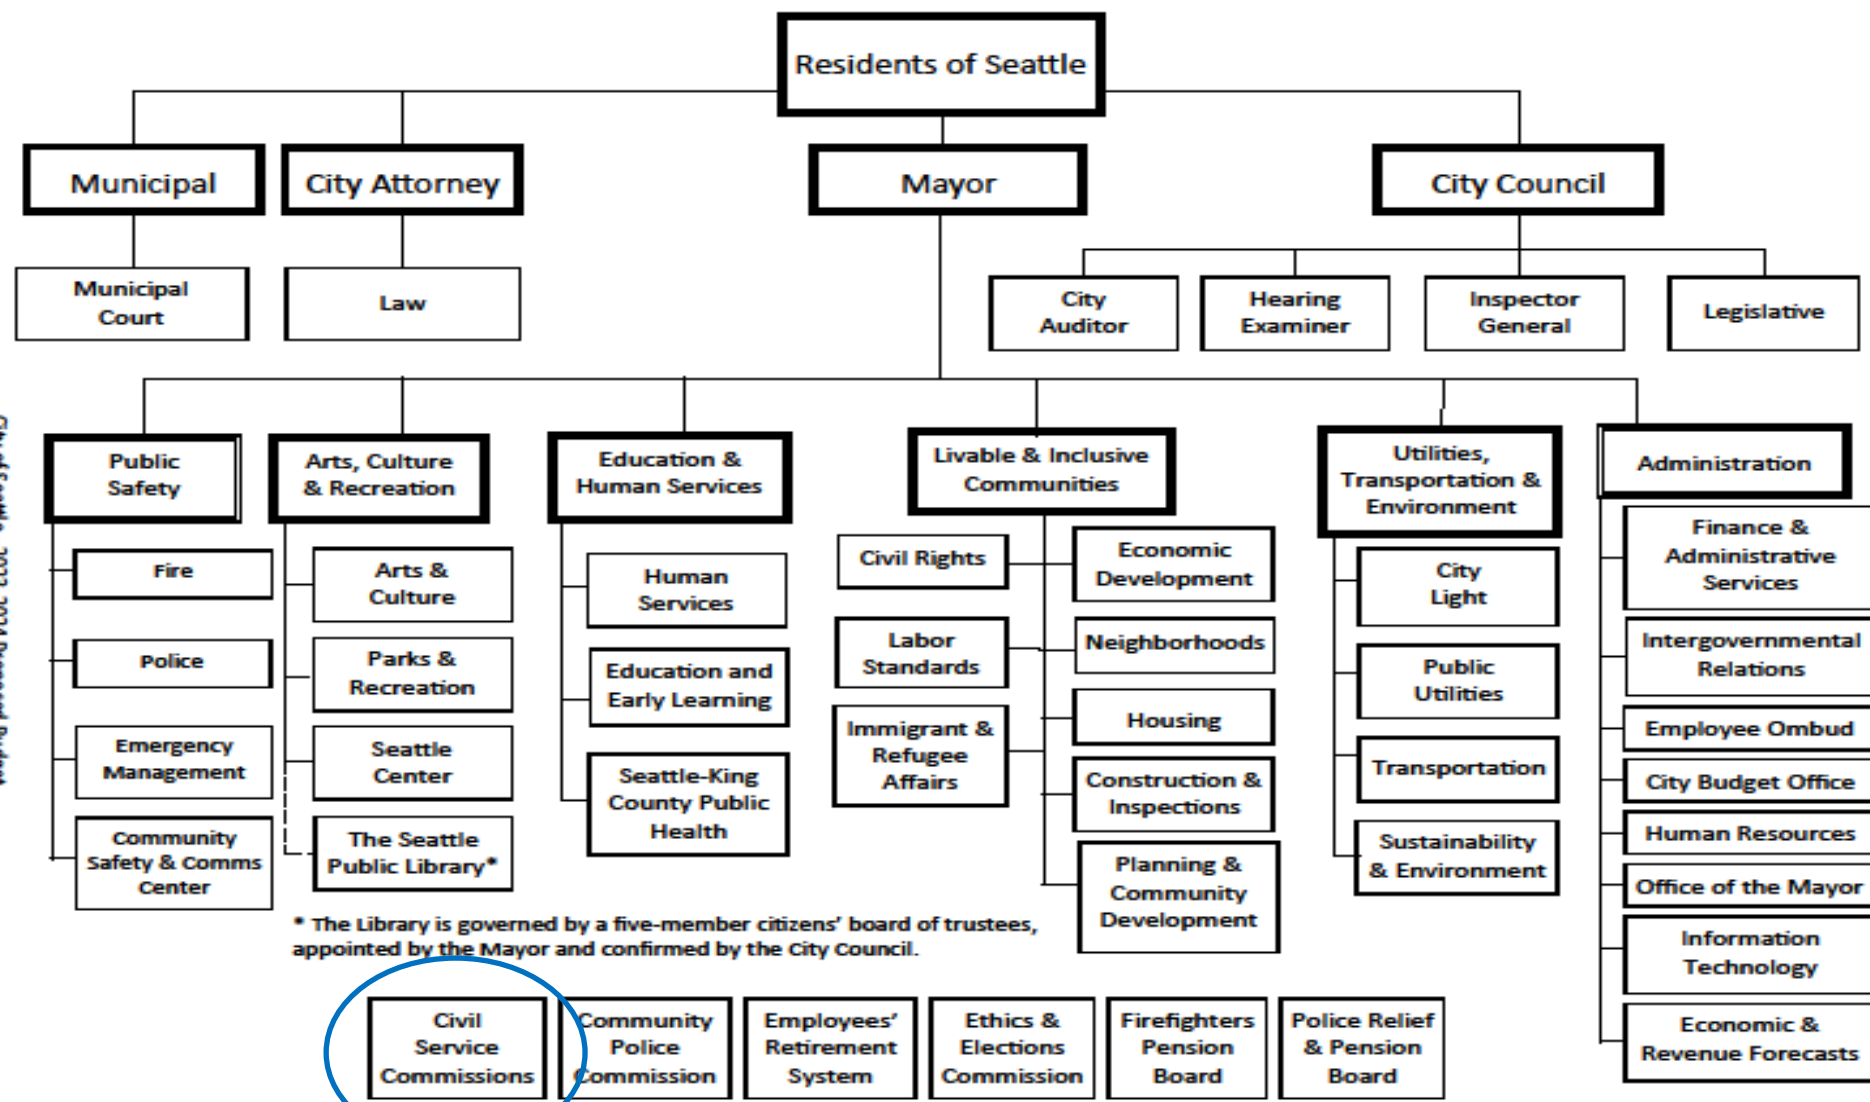 Residents of Seattle
Municipal
City Attorney
Mayor
City Council
Municipal
Court
Law
City
Auditor
Hearing
Examiner
Inspector
General
Legislative
Public
Safety
Fire
Police
Emergency
Management
Community
Safety & Comms
Center
Arts, Culture
& Recreation
Arts &
Culture
Parks &
Recreation
Seattle
Center
The Seattle
Public Library*
Education &
Human Services
Human
Services
Education and
Early Learning
Seattle-King
County Public
Health
Livable & Inclusive
Communities
Civil Rights
Labor
Standards
Immigrant &
Refugee
Affairs
Economic
Development
Neighborhoods
Housing
Construction &
Inspections
Planning &
Community
Development
Utilities,
Transportation &
Environment
City
Light
Public
Utilities
Transportation
Sustainability
& Environment
Administration
Finance &
Administrative
Services
Intergovernmental
Relations
Employee Ombud
City Budget Office
Human Resources
Office of the Mayor
Information
Technology
Economic &
Revenue Forecasts
* The Library is governed by a five-member citizens’ board of trustees,
appointed by the Mayor and confirmed by the City Council.
Civil
Service
Commissions
Community
Police
Commission
Employees’
Retirement
System
Ethics &
Elections
Commission
Firefighters
Pension
Board
Police Relief
& Pension
Board